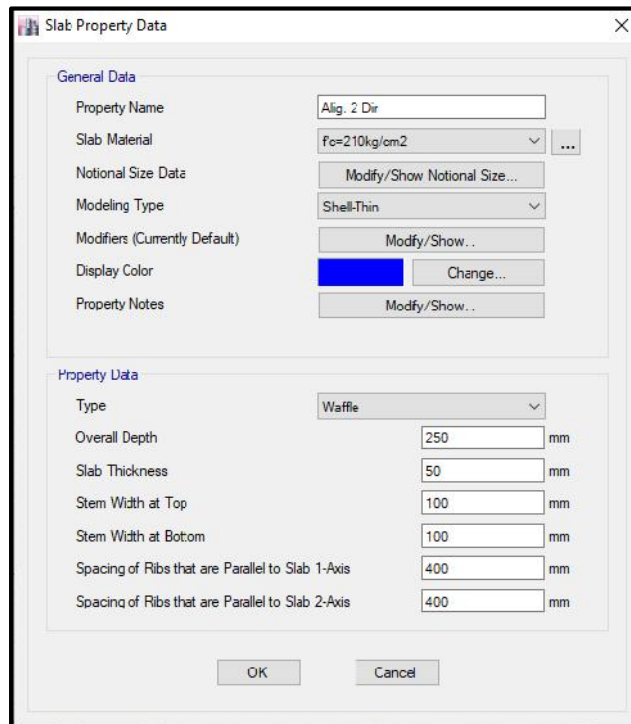 Slab Property Data
General Data
Property Name Alig. 2 Dir
Slab Material f'c=210kg/cm2 ...
Notional Size Data Modify/Show Notional Size...
Modeling Type Shell-Thin
Modifiers (Currently Default) Modify/Show...
Display Color Change...
Property Notes Modify/Show...
Property Data
Type Waffle
Overall Depth 250 mm
Slab Thickness 50 mm
Stem Width at Top 100 mm
Stem Width at Bottom 100 mm
Spacing of Ribs that are Parallel to Slab 1-Axis 400 mm
Spacing of Ribs that are Parallel to Slab 2-Axis 400 mm
OK Cancel